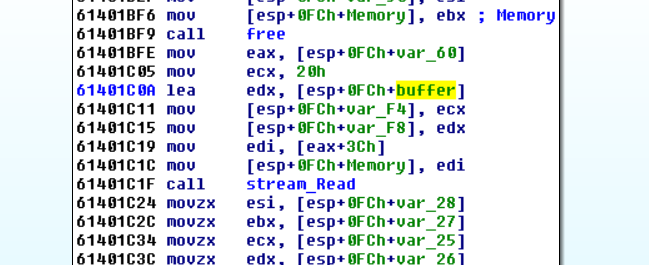 61401BF6 mov [esp+0FCh+Memory], ebx ; Memory
61401BF9 call free
61401BFE mov eax, [esp+0FCh+var_60]
61401C05 mov ecx, 20h
61401C0A lea edx, [esp+0FCh+buffer]
61401C11 mov [esp+0FCh+var_F4], ecx
61401C15 mov [esp+0FCh+var_F8], edx
61401C19 mov edi, [eax+3Ch]
61401C1C mov [esp+0FCh+Memory], edi
61401C1F call stream_Read
61401C24 movzx esi, [esp+0FCh+var_28]
61401C2C movzx ebx, [esp+0FCh+var_27]
61401C34 movzx ecx, [esp+0FCh+var_25]
61401C3C movzx edx, [esp+0FCh+var_26]